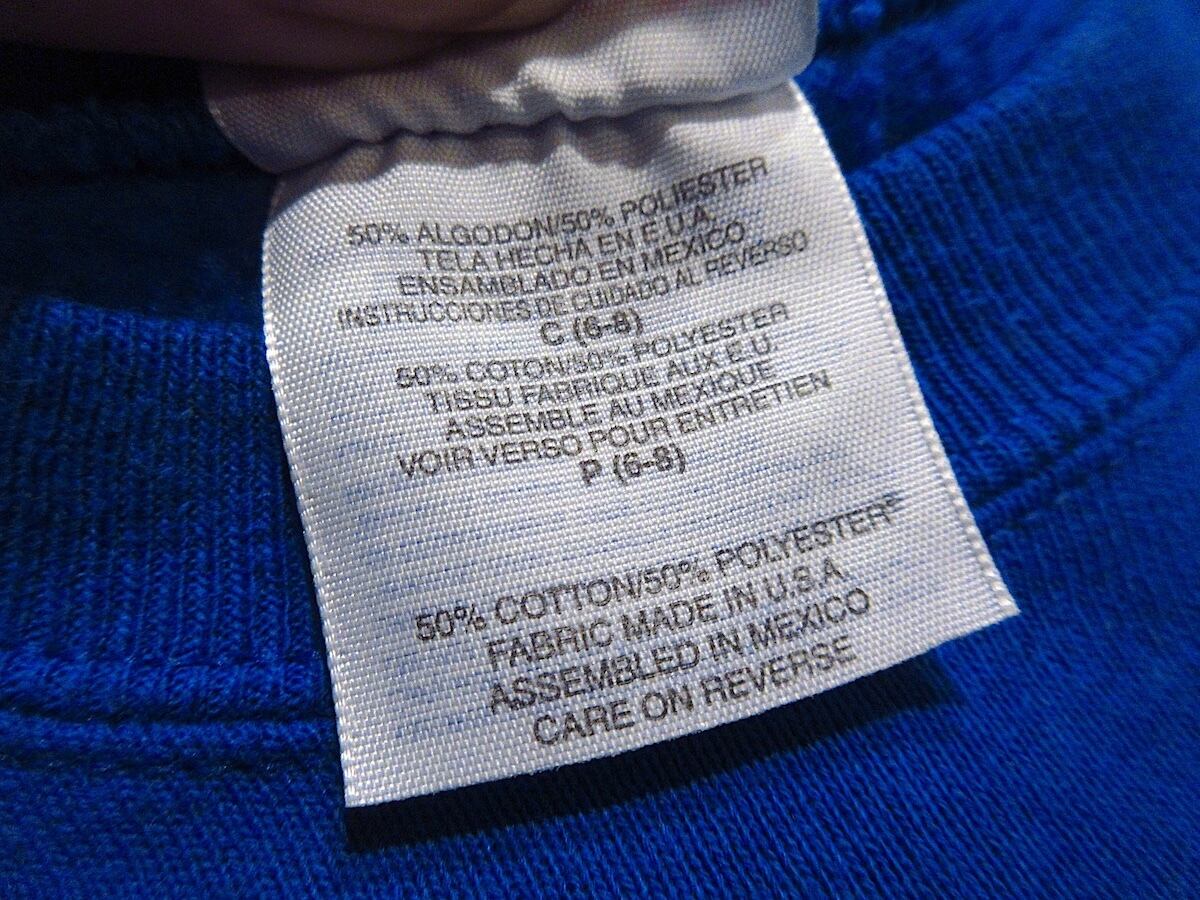 50% ALGODON/50% POLIESTER
TELA HECHA EN E.U.A.
ENSAMBLADO EN MEXICO
INSTRUCCIONES DE CUIDADO AL REVERSO
C (6-8)
50% COTON/50% POLYESTER
TISSU FABRIQUE AUX E.U.
ASSEMBLE AU MEXIQUE
VOIR VERSO POUR ENTRETIEN
P (6-8)
50% COTTON/50% POLYESTER
FABRIC MADE IN U.S.A.
ASSEMBLED IN MEXICO
CARE ON REVERSE